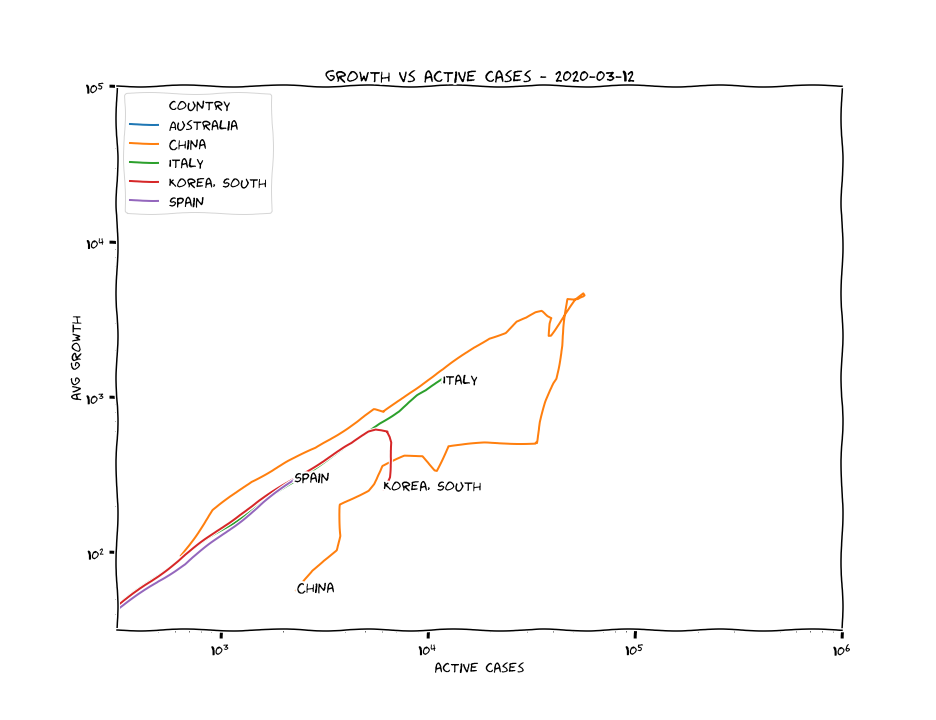 GROWTH VS ACTIVE CASES - 2020-03-12
10⁵
COUNTRY
AUSTRALIA
CHINA
ITALY
KOREA, SOUTH
SPAIN
10⁴
AVG GROWTH
ITALY
10³
SPAIN
KOREA, SOUTH
10²
CHINA
10³ 10⁴ 10⁵ 10⁶
ACTIVE CASES